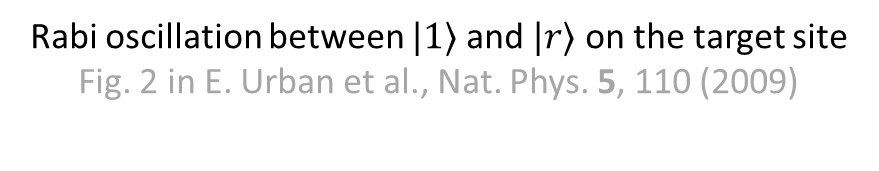 Rabi oscillation between |1⟩ and |r⟩ on the target site
Fig. 2 in E. Urban et al., Nat. Phys. 5, 110 (2009)